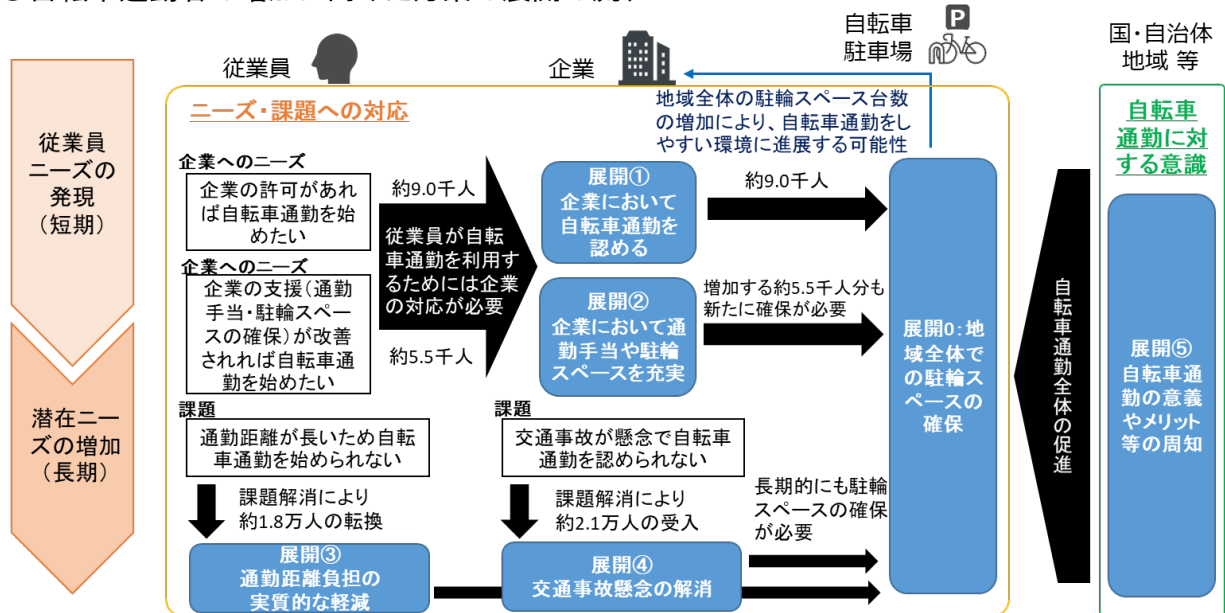 従業員
企業
自転車
駐車場
P
国・自治体
地域 等
従業員
ニーズの
発現
（短期）
潜在ニー
ズの増加
（長期）
ニーズ・課題への対応
地域全体の駐輪スペース台数
の増加により、自転車通勤をし
やすい環境に進展する可能性
企業へのニーズ
企業の許可があれ
ば自転車通勤を始
めたい
企業へのニーズ
企業の支援（通勤
手当・駐輪スペー
スの確保）が改善
されれば自転車通
勤を始めたい
約9.0千人
従業員が自転
車通勤を利用す
るためには企業
の対応が必要
約5.5千人
展開①
企業において
自転車通勤を
認める
約9.0千人
展開②
企業において通
勤手当や駐輪
スペースを充実
増加する約5.5千人分も
新たに確保が必要
課題
通勤距離が長いため自転
車通勤を始められない
課題解消により
約1.8万人の転換
展開③
通勤距離負担の
実質的な軽減
課題
交通事故が懸念で自転車
通勤を認められない
課題解消により
約2.1万人の受入
展開④
交通事故懸念の解消
長期的にも駐輪
スペースの確保
が必要
展開0：地
域全体で
の駐輪ス
ペースの
確保
自転車通勤全体の促進
自転車
通勤に対
する意識
展開⑤
自転車通
勤の意義
やメリット
等の周知